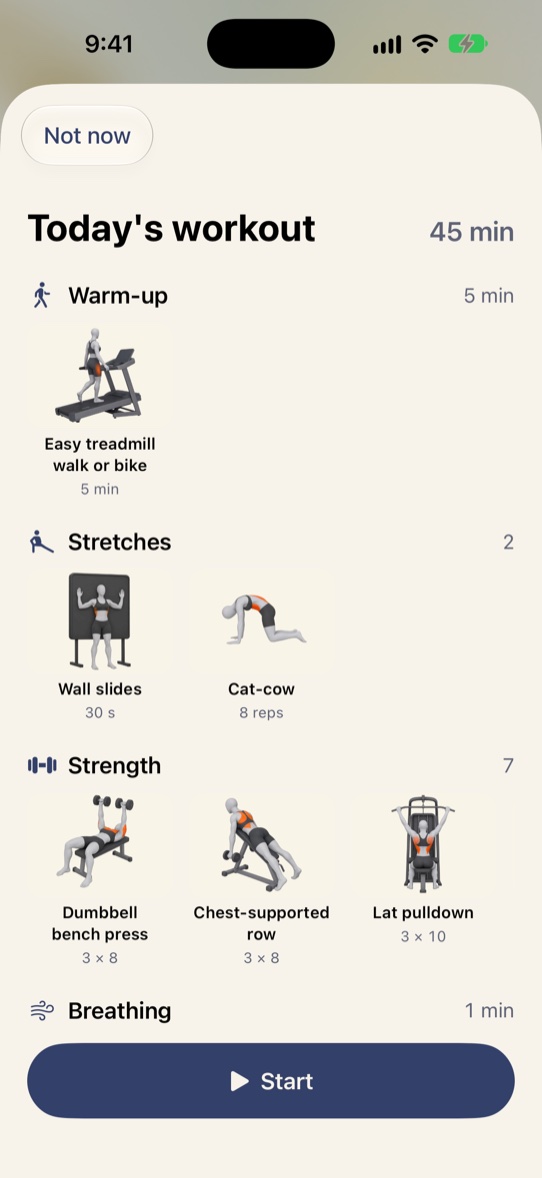 9:41
Not now
Today's workout
45 min
Warm-up
5 min
Easy treadmill
walk or bike
5 min
Stretches
2
Wall slides
30 s
Cat-cow
8 reps
Strength
7
Dumbbell
bench press
3 × 8
Chest-supported
row
3 × 8
Lat pulldown
3 × 10
Breathing
1 min
Start